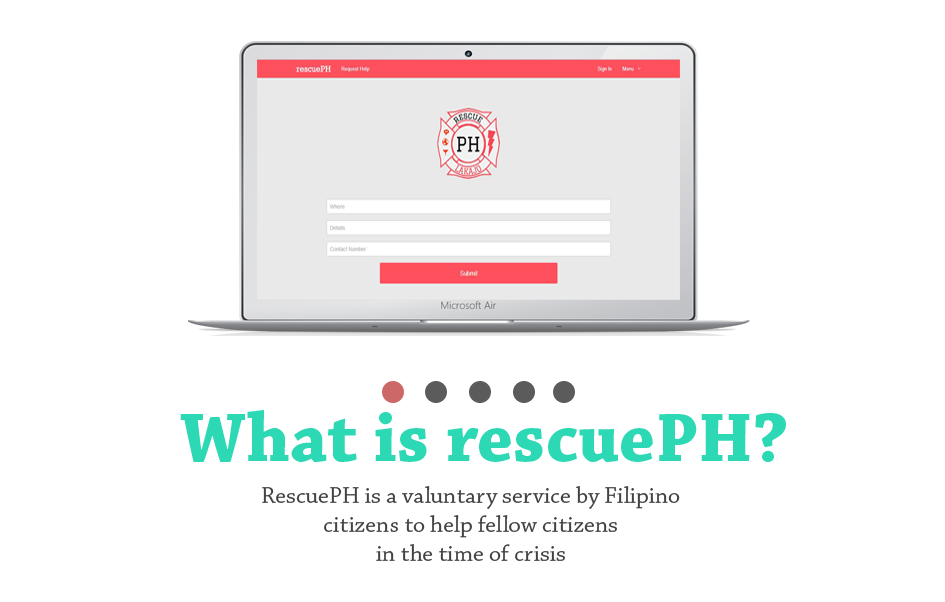 rescuePH Request Help Sign In Menu
RESCUE
PH
LAKAJO
Where
Details
Contact Number
Submit
Microsoft Air
What is rescuePH?
RescuePH is a valuntary service by Filipino
citizens to help fellow citizens
in the time of crisis